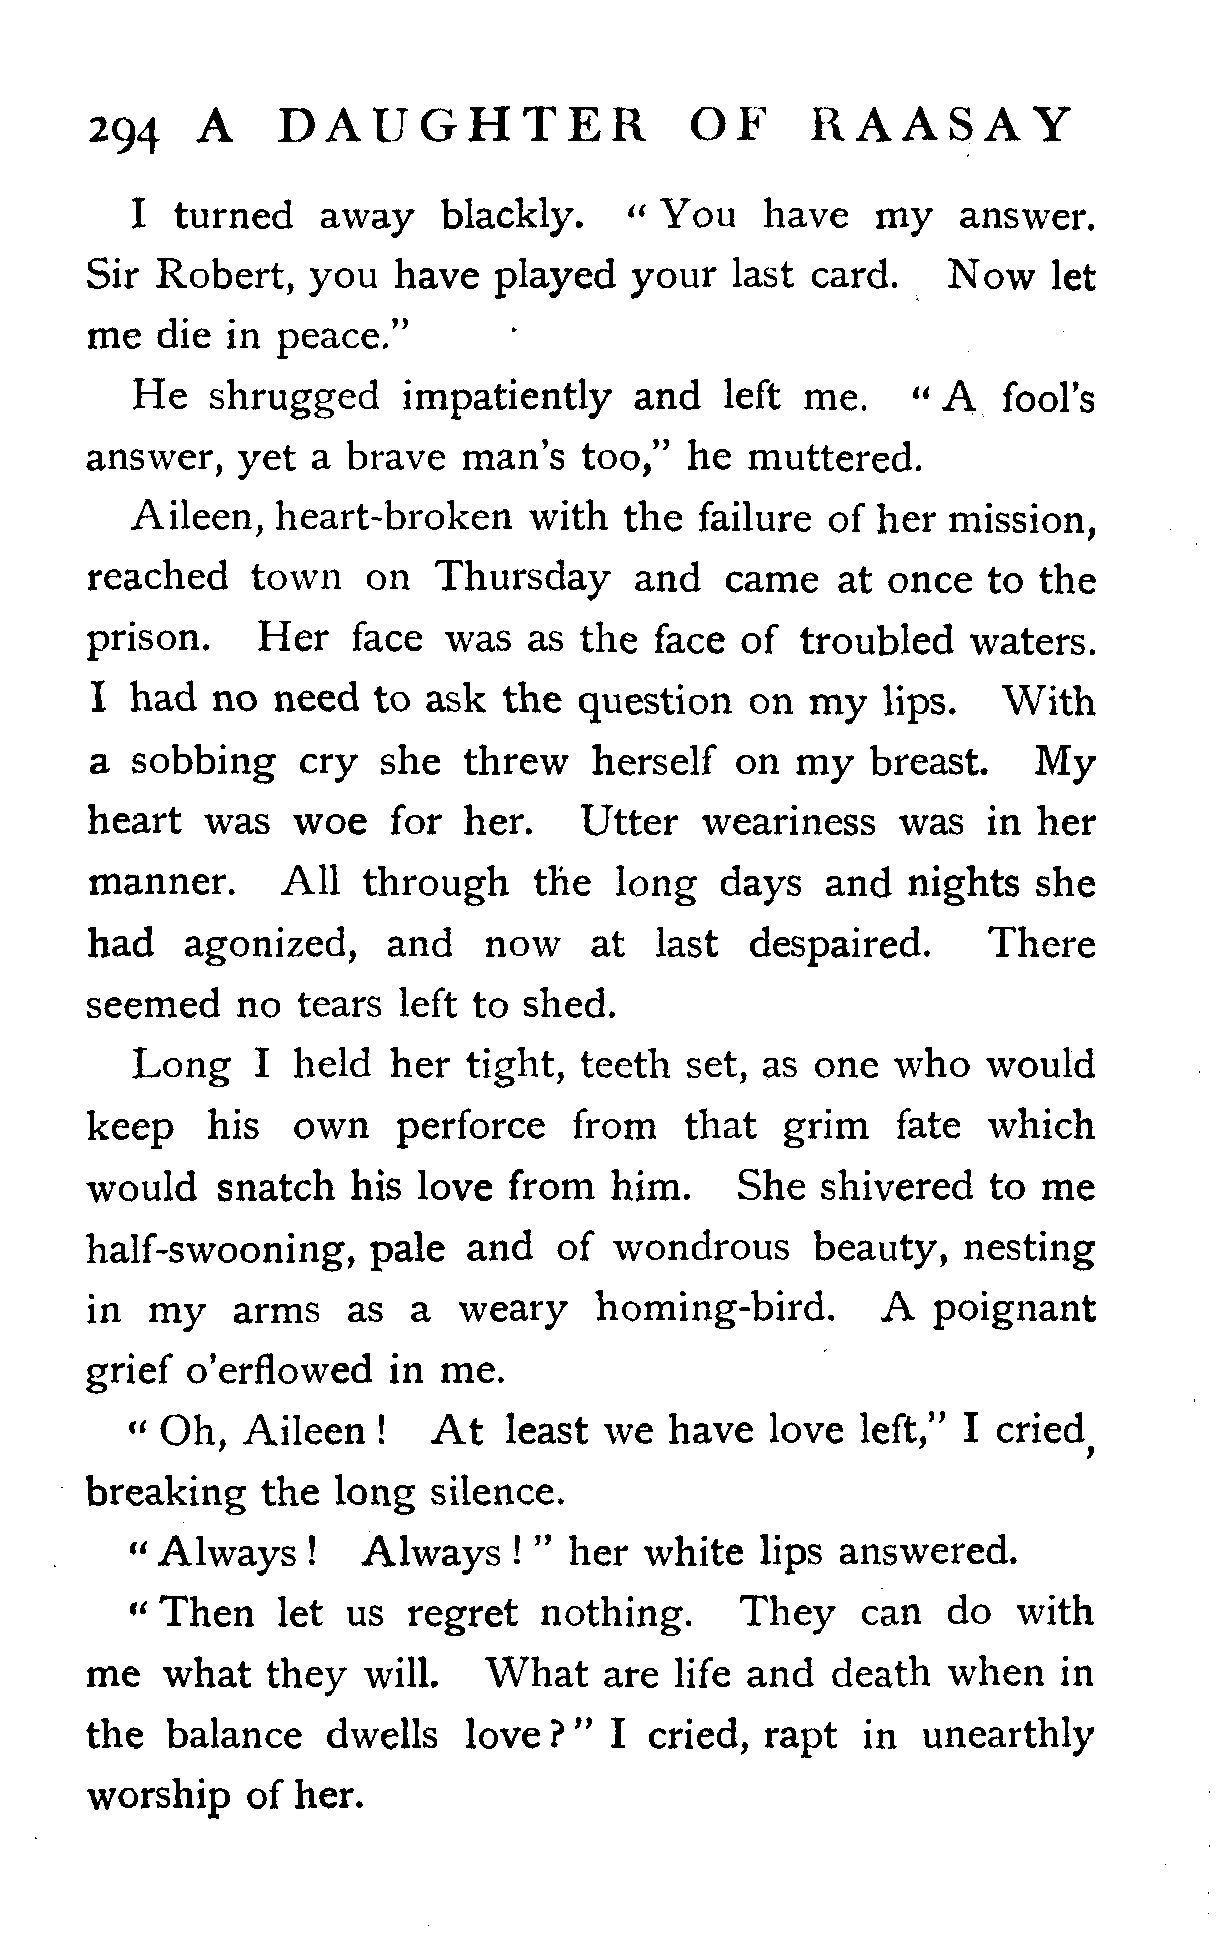 294 A DAUGHTER OF RAASAY
I turned away blackly. “ You have my answer.
Sir Robert, you have played your last card. Now let
me die in peace.”
He shrugged impatiently and left me. “ A fool's
answer, yet a brave man's too,” he muttered.
Aileen, heart-broken with the failure of her mission,
reached town on Thursday and came at once to the
prison. Her face was as the face of troubled waters.
I had no need to ask the question on my lips. With
a sobbing cry she threw herself on my breast. My
heart was woe for her. Utter weariness was in her
manner. All through the long days and nights she
had agonized, and now at last despaired. There
seemed no tears left to shed.
Long I held her tight, teeth set, as one who would
keep his own perforce from that grim fate which
would snatch his love from him. She shivered to me
half-swooning, pale and of wondrous beauty, nesting
in my arms as a weary homing-bird. A poignant
grief o'erflowed in me.
“ Oh, Aileen ! At least we have love left,” I cried,
breaking the long silence.
“ Always ! Always ! ” her white lips answered.
“ Then let us regret nothing. They can do with
me what they will. What are life and death when in
the balance dwells love ? ” I cried, rapt in unearthly
worship of her.